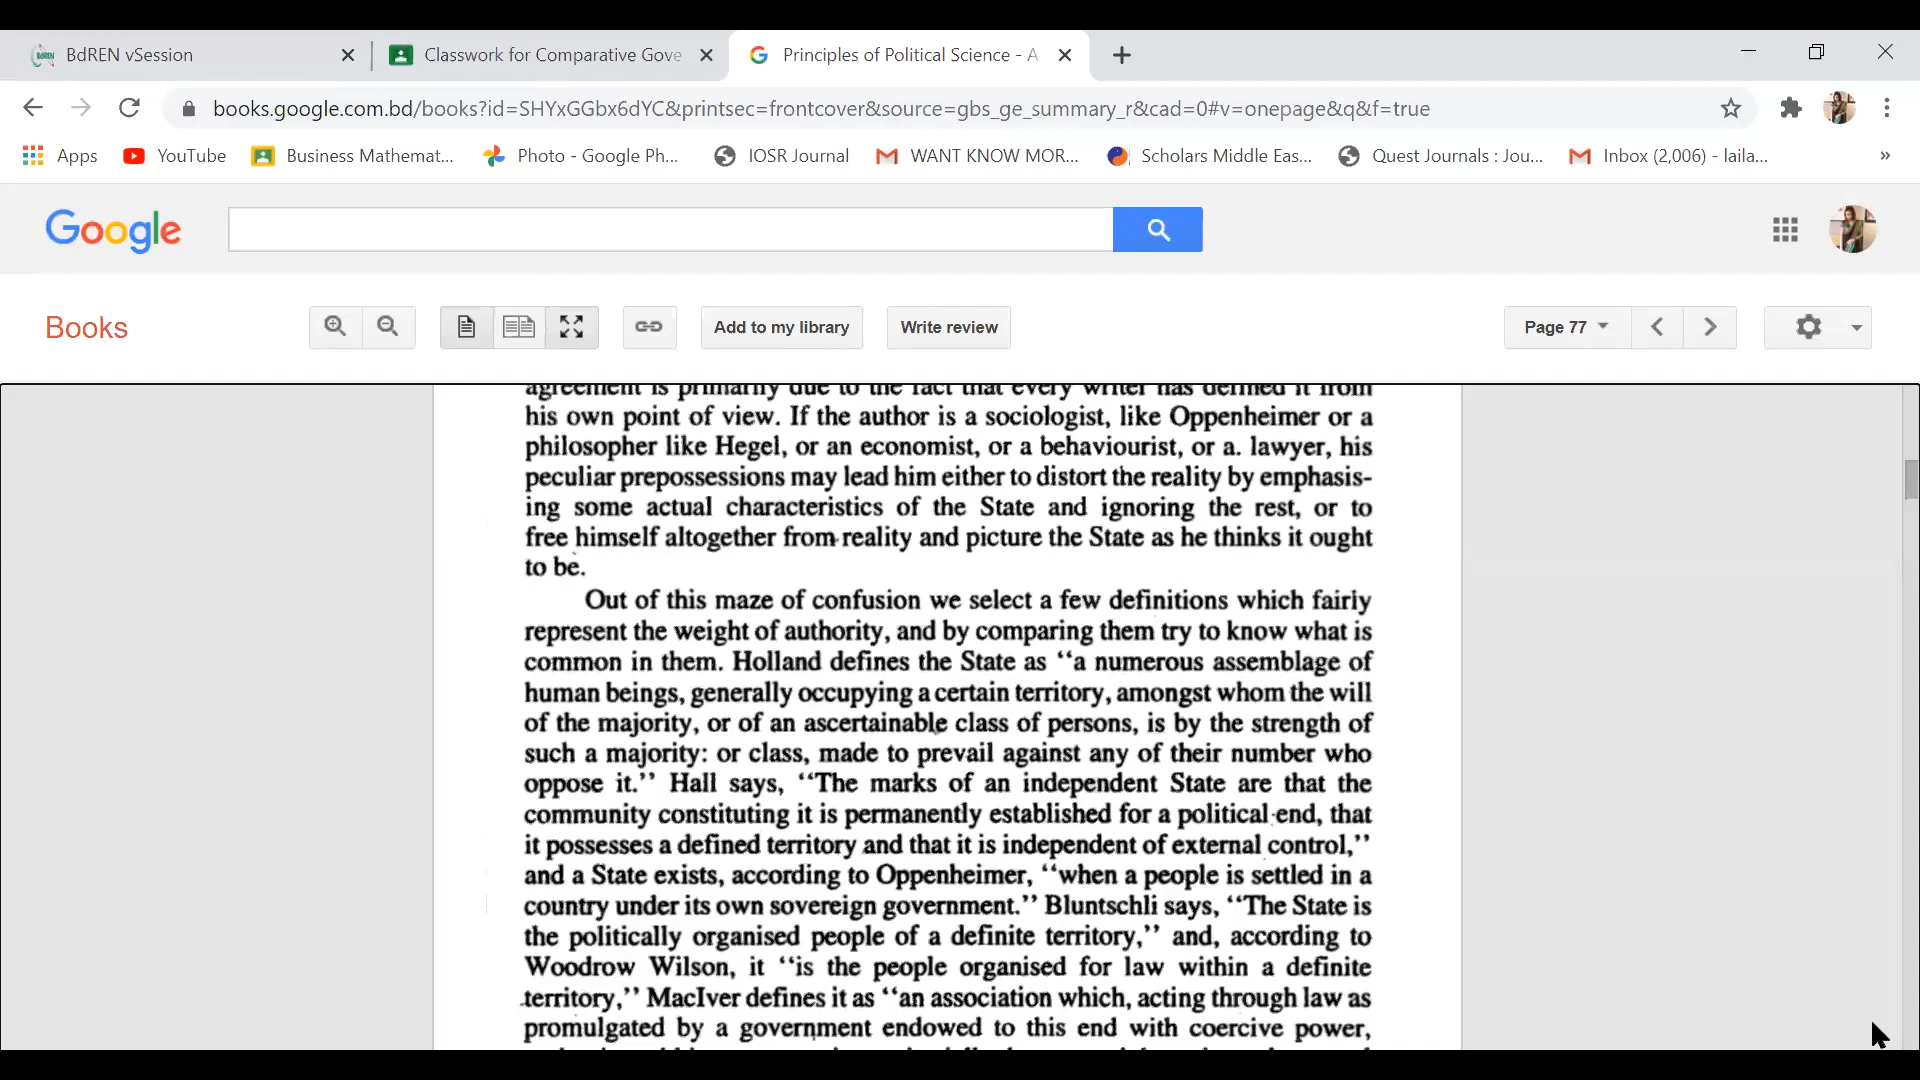 BdREN vSession
Classwork for Comparative Gove
Principles of Political Science - A
books.google.com.bd/books?id=SHYxGGbx6dYC&printsec=frontcover&source=gbs_ge_summary_r&cad=0#v=onepage&q&f=true
Apps YouTube Business Mathemat... Photo - Google Ph... IOSR Journal WANT KNOW MOR... Scholars Middle Eas... Quest Journals : Jou... Inbox (2,006) - laila... »
Google
Books Add to my library Write review Page 77
agreement is primarily due to the fact that every writer has defined it from
his own point of view. If the author is a sociologist, like Oppenheimer or a
philosopher like Hegel, or an economist, or a behaviourist, or a. lawyer, his
peculiar prepossessions may lead him either to distort the reality by emphasis-
ing some actual characteristics of the State and ignoring the rest, or to
free himself altogether from reality and picture the State as he thinks it ought
to be.
Out of this maze of confusion we select a few definitions which fairly
represent the weight of authority, and by comparing them try to know what is
common in them. Holland defines the State as “a numerous assemblage of
human beings, generally occupying a certain territory, amongst whom the will
of the majority, or of an ascertainable class of persons, is by the strength of
such a majority: or class, made to prevail against any of their number who
oppose it.” Hall says, “The marks of an independent State are that the
community constituting it is permanently established for a political end, that
it possesses a defined territory and that it is independent of external control,”
and a State exists, according to Oppenheimer, “when a people is settled in a
country under its own sovereign government.” Bluntschli says, “The State is
the politically organised people of a definite territory,” and, according to
Woodrow Wilson, it “is the people organised for law within a definite
territory,” MacIver defines it as “an association which, acting through law as
promulgated by a government endowed to this end with coercive power,